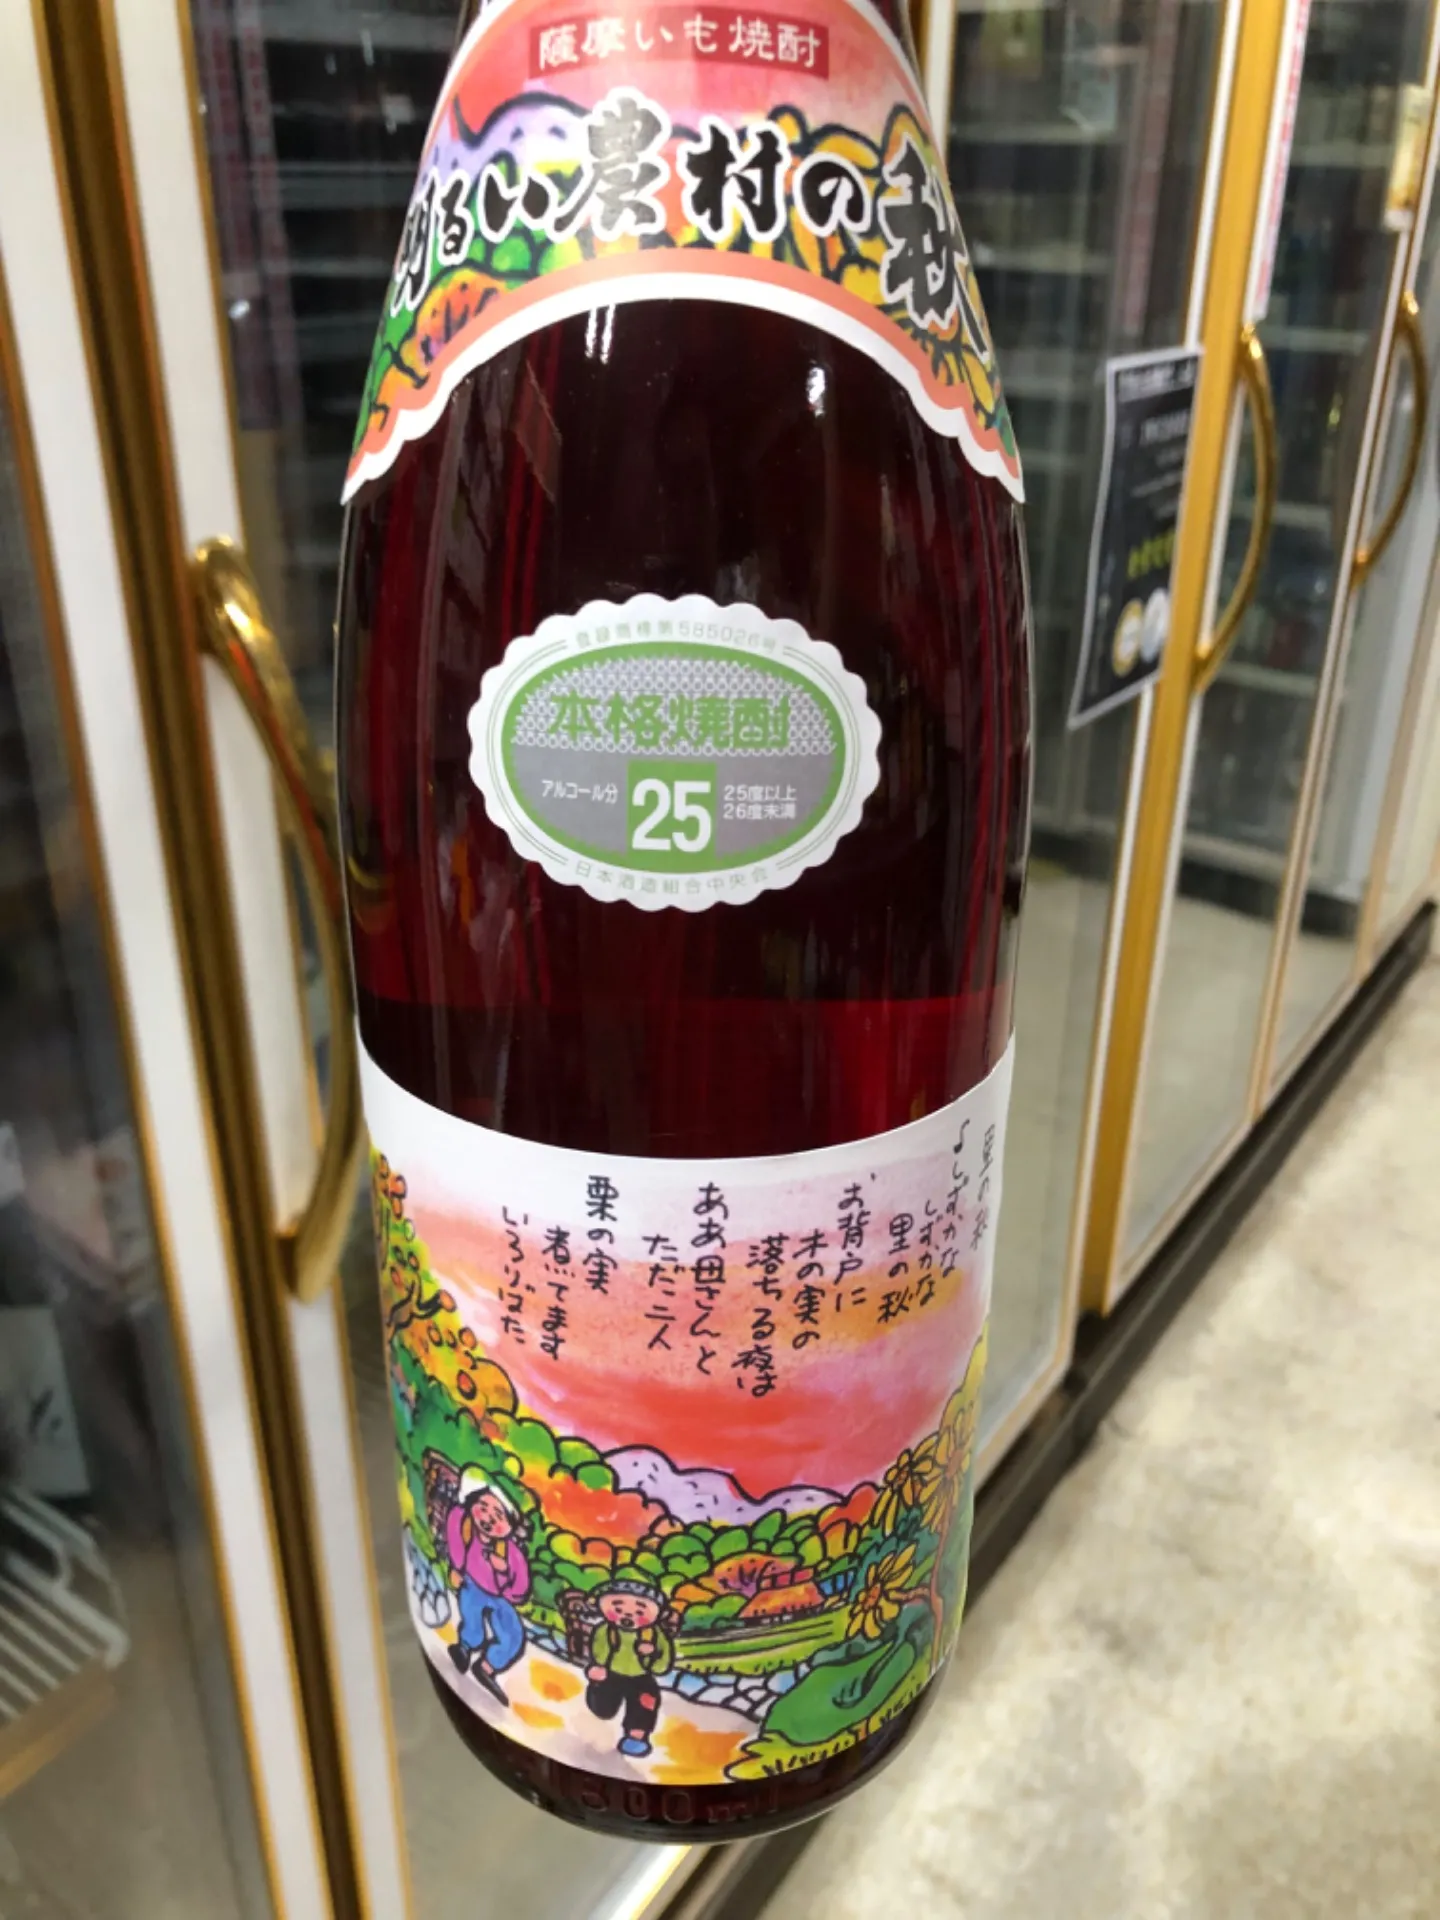 薩摩いも焼酎
明るい農村の秋
登録商標第585026号
本格焼酎
アルコール分
25
25度以上
26度未満
日本酒造組合中央会
里の秋
♪しずかな
しずかな
里の秋
お背戸に
木の実の
落ちる夜は
ああ母さんと
ただ二人
栗の実
煮てます
いろりばた